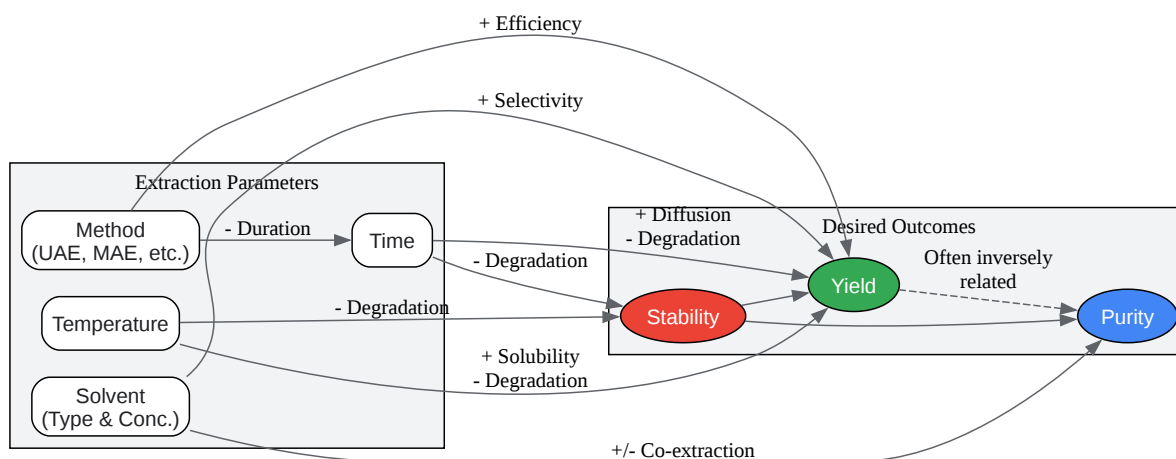 + Efficiency
+ Selectivity
Extraction Parameters
Method
(UAE, MAE, etc.)
- Duration
Time
+ Diffusion
- Degradation
Desired Outcomes
- Degradation
Often inversely
related
Yield
Temperature
- Degradation
Stability
Purity
+ Solubility
- Degradation
Solvent
(Type & Conc.)
+/- Co-extraction